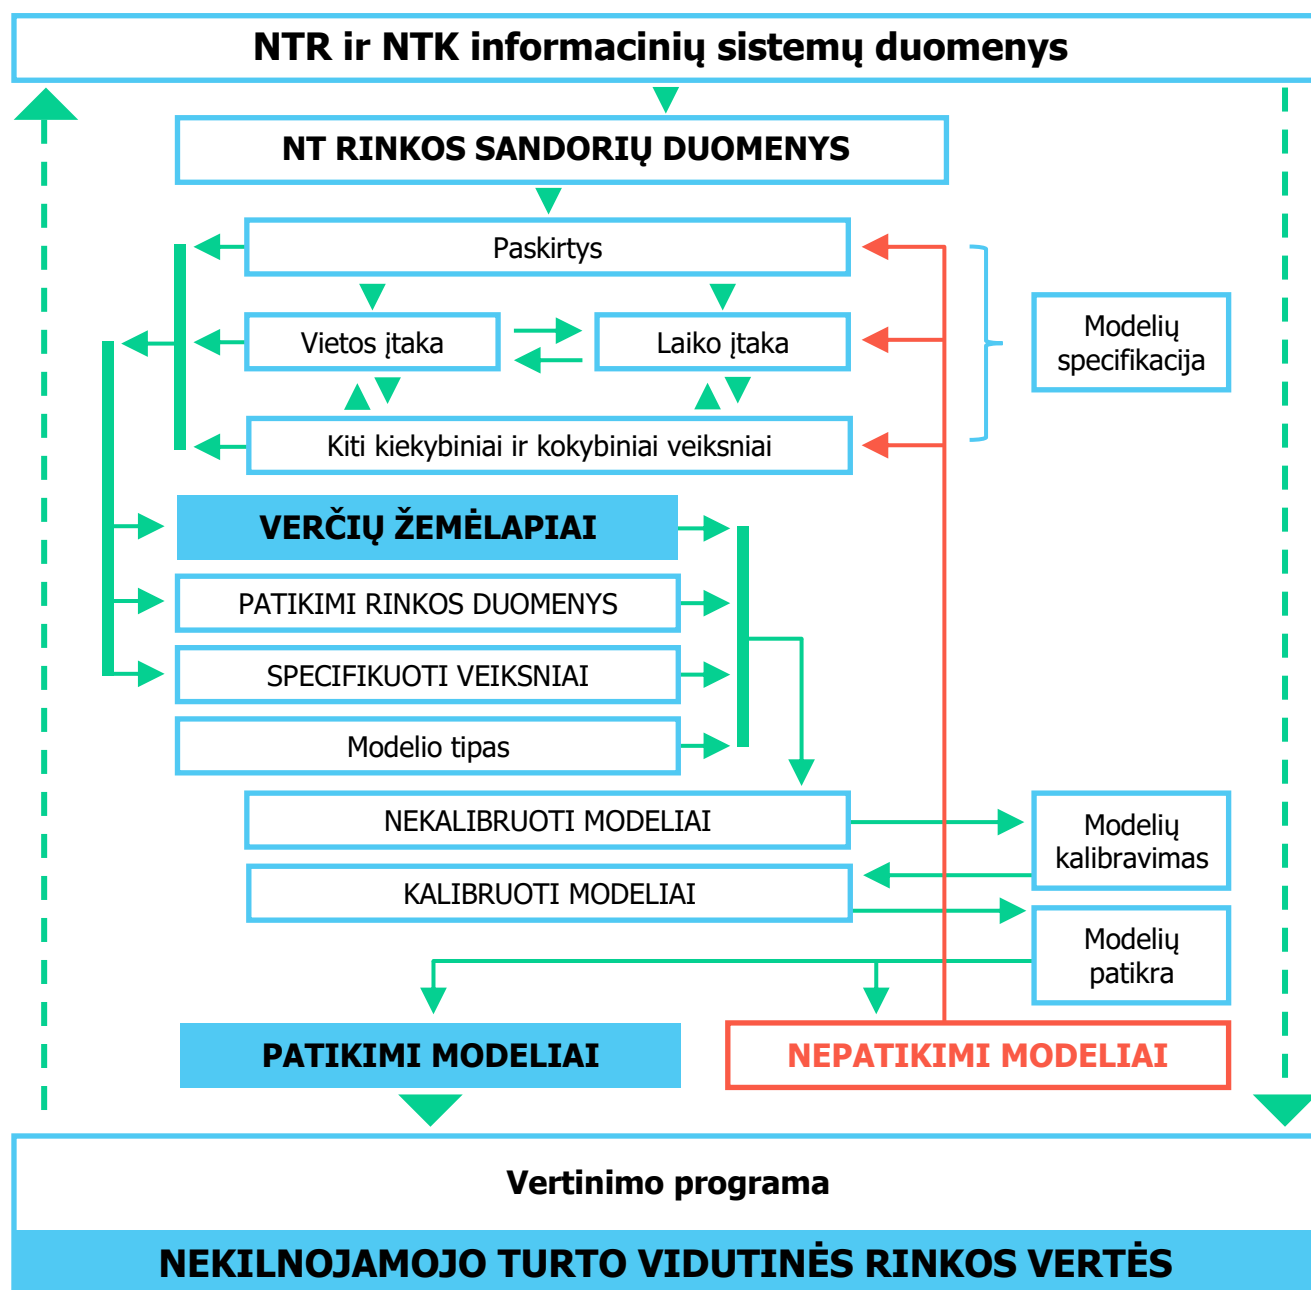 NTR ir NTK informacinių sistemų duomenys
NT RINKOS SANDORIŲ DUOMENYS
Paskirtys
Vietos įtaka
Laiko įtaka
Modelių
specifikacija
Kiti kiekybiniai ir kokybiniai veiksniai
VERČIŲ ŽEMĖLAPIAI
PATIKIMI RINKOS DUOMENYS
SPECIFIKUOTI VEIKSNIAI
Modelio tipas
NEKALIBRUOTI MODELIAI
Modelių
kalibravimas
KALIBRUOTI MODELIAI
Modelių
patikra
PATIKIMI MODELIAI
NEPATIKIMI MODELIAI
Vertinimo programa
NEKILNOJAMOJO TURTO VIDUTINĖS RINKOS VERTĖS